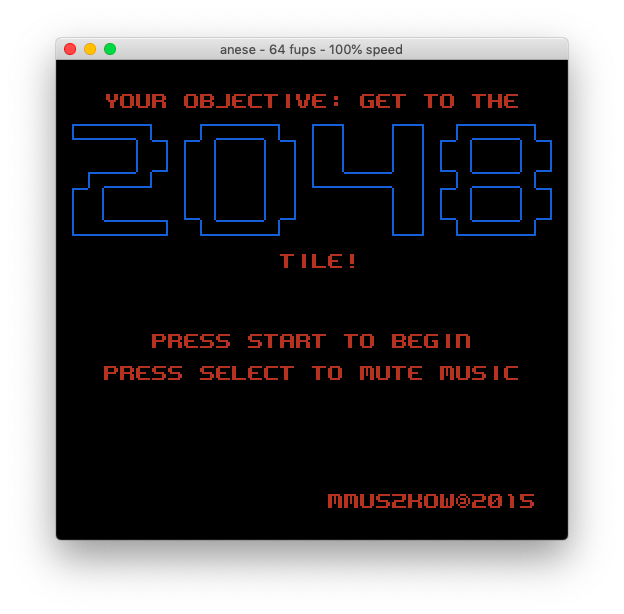 anese - 64 fups - 100% speed
YOUR OBJECTIVE: GET TO THE
2048
TILE!
PRESS START TO BEGIN
PRESS SELECT TO MUTE MUSIC
MMUSZKOW@2015